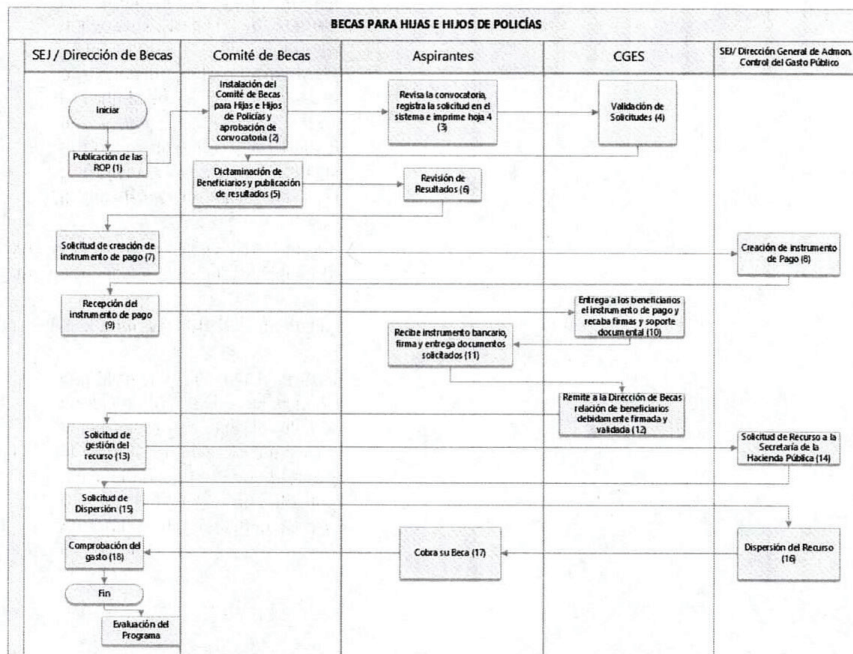 BECAS PARA HIJAS E HIJOS DE POLICÍAS
SEJ / Dirección de Becas
Comité de Becas
Aspirantes
CGES
SEJ/ Dirección General de Admon.
Control del Gasto Público
Iniciar
Publicación de las
ROP (1)
Instalación del
Comité de Becas
para Hijas e Hijos
de Policías y
aprobación de
convocatoria (2)
Revisa la convocatoria,
registra la solicitud en el
sistema e imprime hoja 4
(3)
Validación de
Solicitudes (4)
Dictaminación de
Beneficiarios y publicación
de resultados (5)
Revisión de
Resultados (6)
Solicitud de creación de
instrumento de pago (7)
Creación de instrumento
de Pago (8)
Recepción del
instrumento de pago
(9)
Entrega a los beneficiarios
el instrumento de pago y
recaba firmas y soporte
documental (10)
Recibe instrumento bancario,
firma y entrega documentos
solicitados (11)
Remite a la Dirección de Becas
relación de beneficiarios
debidamente firmada y
validada (12)
Solicitud de
gestión del
recurso (13)
Solicitud de Recurso a la
Secretaría de la
Hacienda Pública (14)
Solicitud de
Dispersión (15)
Dispersión del Recurso
(16)
Cobra su Beca (17)
Comprobación del
gasto (18)
Fin
Evaluación del
Programa